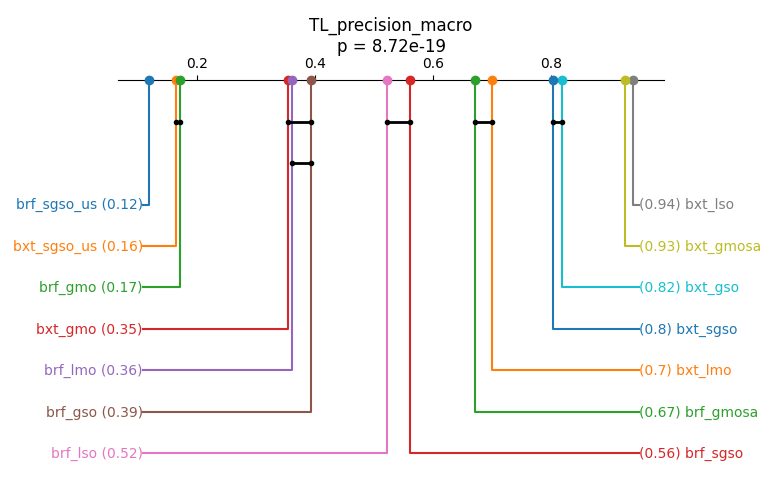 TL_precision_macro
p = 8.72e-19
0.2 0.4 0.6 0.8
brf_sgso_us (0.12)
bxt_sgso_us (0.16)
brf_gmo (0.17)
bxt_gmo (0.35)
brf_lmo (0.36)
brf_gso (0.39)
brf_lso (0.52)
(0.94) bxt_lso
(0.93) bxt_gmosa
(0.82) bxt_gso
(0.8) bxt_sgso
(0.7) bxt_lmo
(0.67) brf_gmosa
(0.56) brf_sgso